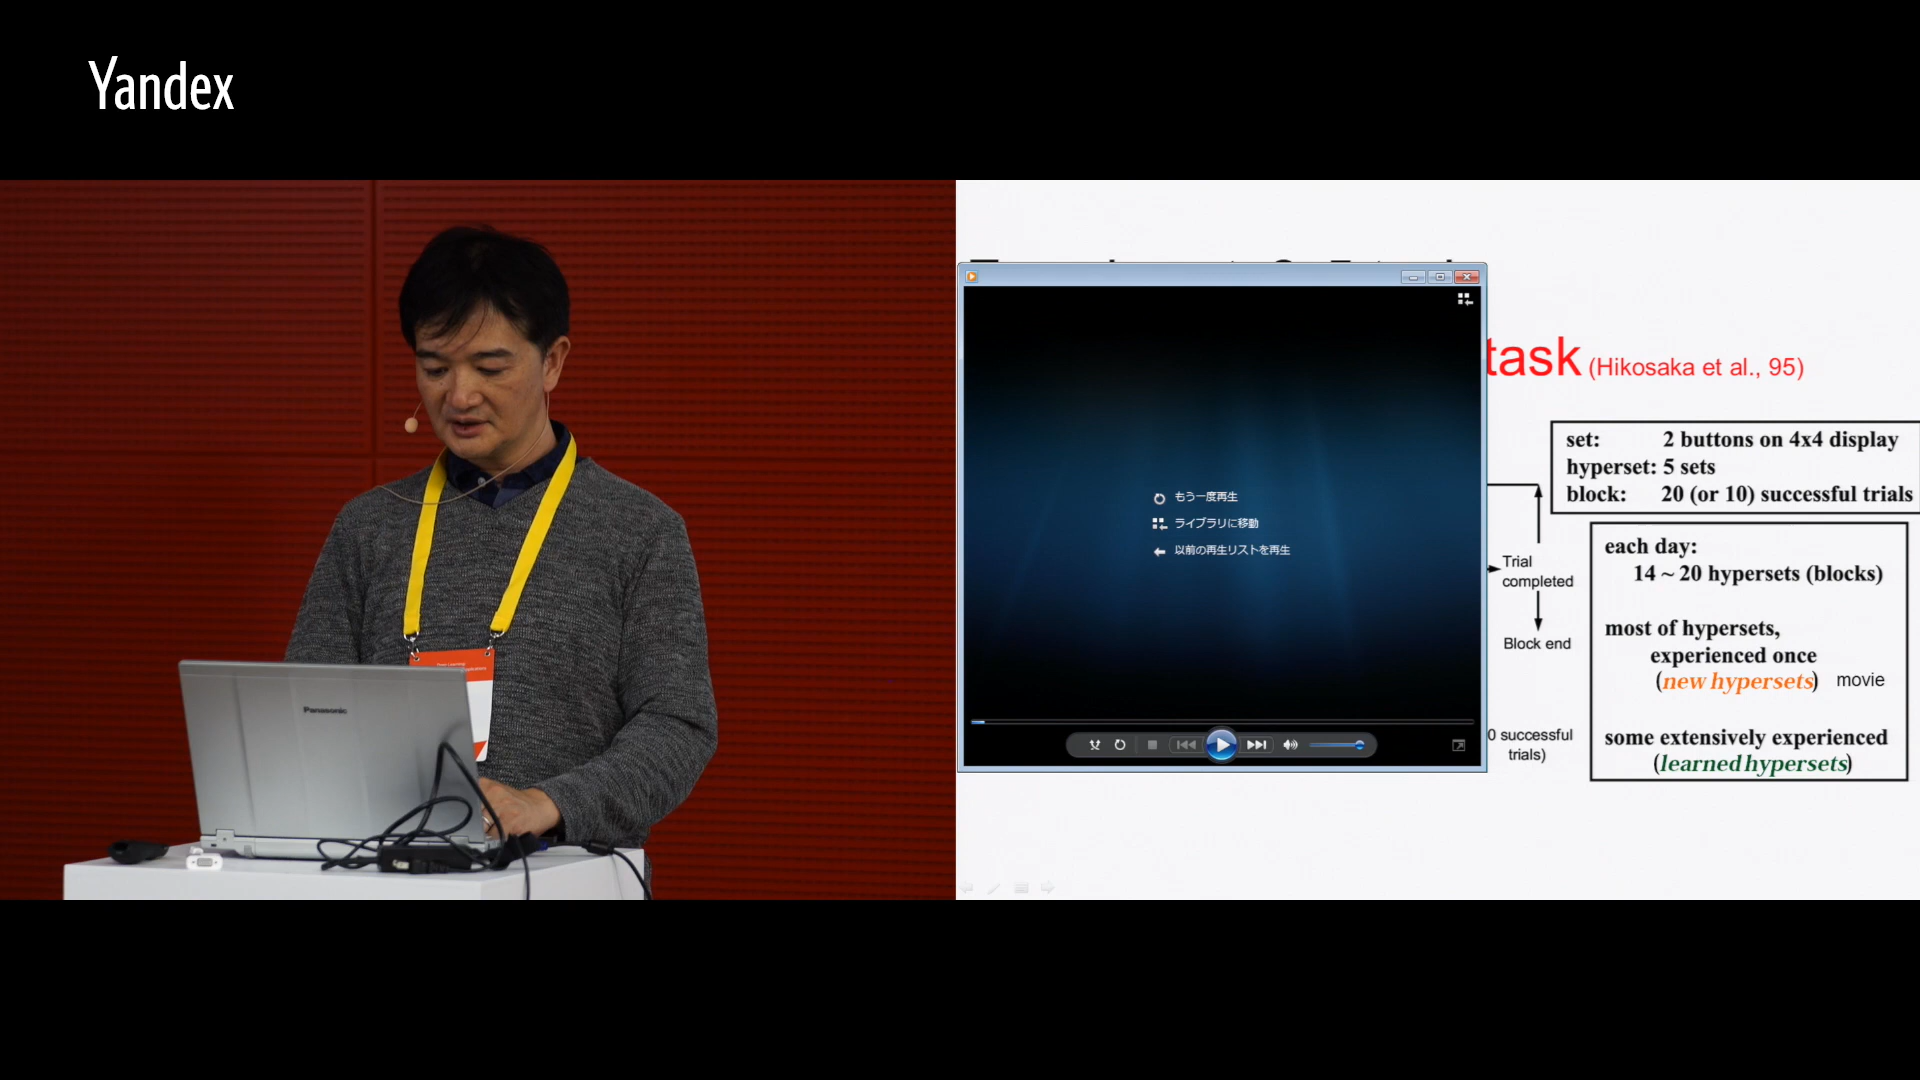 Yandex
Panasonic
task (Hikosaka et al., 95)
set: 2 buttons on 4x4 display
hyperset: 5 sets
block: 20 (or 10) successful trials
もう一度再生
ライブラリに移動
以前の再生リストを再生
Trial
completed
Block end
0 successful
trials)
each day:
14 ~ 20 hypersets (blocks)
most of hypersets,
experienced once
(new hypersets) movie
some extensively experienced
(learned hypersets)